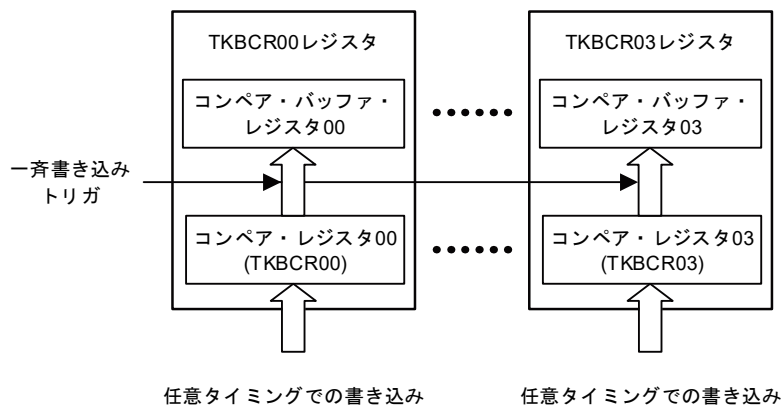 TKBCR00レジスタ
コンペア・バッファ・
レジスタ00
一斉書き込み
トリガ
コンペア・レジスタ00
(TKBCR00)
任意タイミングでの書き込み
TKBCR03レジスタ
コンペア・バッファ・
レジスタ03
コンペア・レジスタ03
(TKBCR03)
任意タイミングでの書き込み